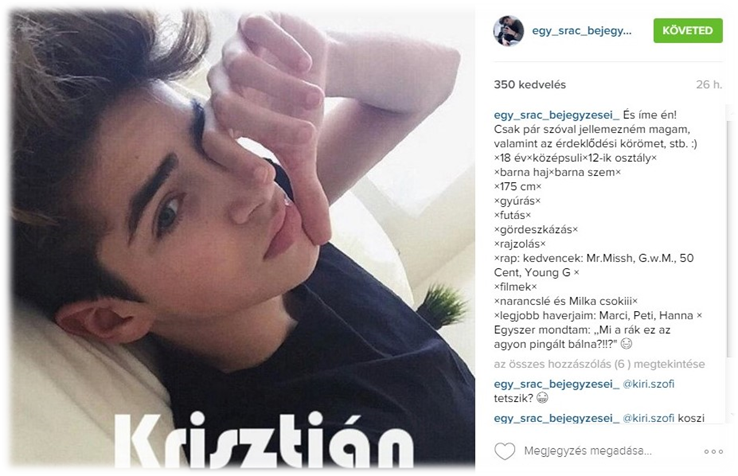 egy_srac_bejegy...
KÖVETED
350 kedvelés
26 h.
egy_srac_bejegyzesei_ És íme én!
Csak pár szóval jellemezném magam,
valamint az érdeklődési körömet, stb. :)
×18 év×középsuli×12-ik osztály×
×barna haj×barna szem×
×175 cm×
×gyúrás×
×futás×
×gördeszkázás×
×rajzolás×
×rap: kedvencek: Mr.Missh, G.w.M., 50
Cent, Young G ×
×filmek×
×narancslé és Milka csokiii×
×legjobb haverjaim: Marci, Peti, Hanna ×
Egyszer mondtam: ,,Mi a rák ez az
agyon pingált bálna?!!?"
az összes hozzászólás (6 ) megtekintése
egy_srac_bejegyzesei_ @kiri.szofi
tetszik?
egy_srac_bejegyzesei_ @kiri.szofi koszi
Megjegyzés megadása...
Krisztián